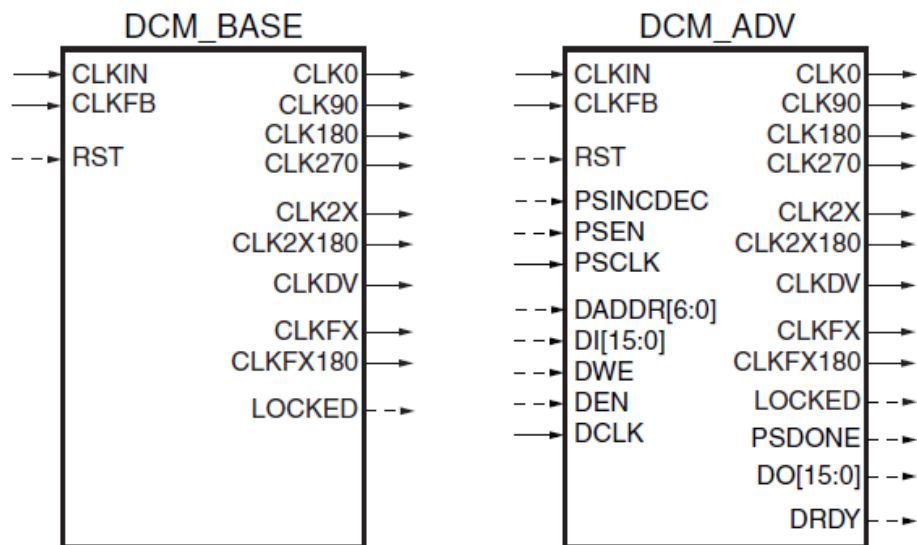 DCM_BASE
CLKIN
CLKFB
RST
CLK0
CLK90
CLK180
CLK270
CLK2X
CLK2X180
CLKDV
CLKFX
CLKFX180
LOCKED
DCM_ADV
CLKIN
CLKFB
RST
PSINCDEC
PSEN
PSCLK
DADDR[6:0]
DI[15:0]
DWE
DEN
DCLK
CLK0
CLK90
CLK180
CLK270
CLK2X
CLK2X180
CLKDV
CLKFX
CLKFX180
LOCKED
PSDONE
DO[15:0]
DRDY